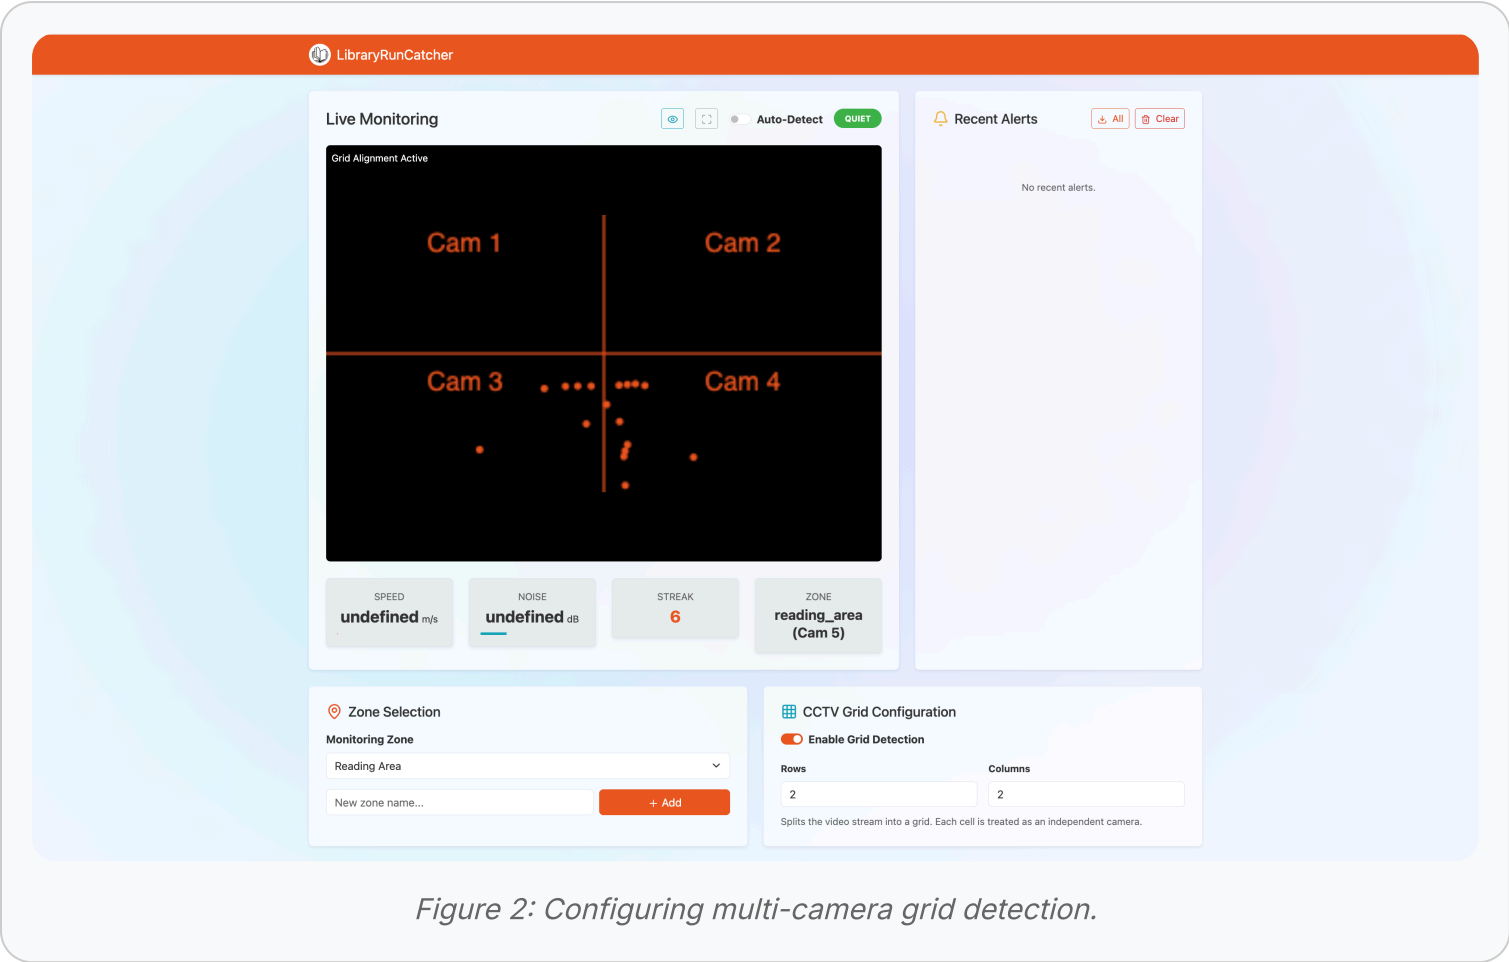 LibraryRunCatcher
Live Monitoring
Auto-Detect
QUIET
Grid Alignment Active
Cam 1
Cam 2
Cam 3
Cam 4
SPEED
undefined m/s
NOISE
undefined dB
STREAK
6
ZONE
reading_area
(Cam 5)
Recent Alerts
All
Clear
No recent alerts.
Zone Selection
Monitoring Zone
Reading Area
New zone name...
+ Add
CCTV Grid Configuration
Enable Grid Detection
Rows
Columns
2
2
Splits the video stream into a grid. Each cell is treated as an independent camera.
Figure 2: Configuring multi-camera grid detection.